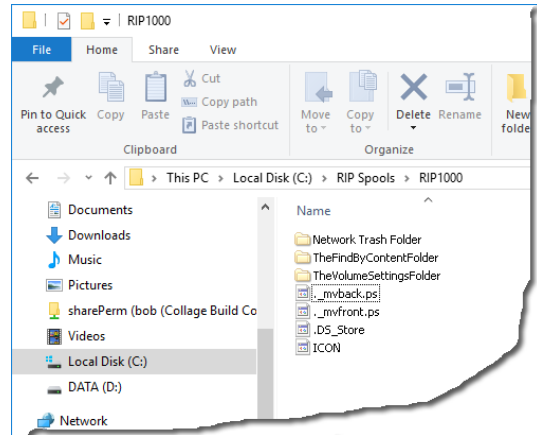 RIP1000
File Home Share View
Pin to Quick access
Copy
Paste
Cut
Copy path
Paste shortcut
Clipboard
Move to
Copy to
Delete
Rename
Organize
New folde
This PC > Local Disk (C:) > RIP Spools > RIP1000
Documents
Downloads
Music
Pictures
sharePerm (bob (Collage Build Co
Videos
Local Disk (C:)
DATA (D:)
Network
Name
Network Trash Folder
TheFindByContentFolder
TheVolumeSettingsFolder
._mvback.ps
._mvfront.ps
.DS_Store
ICON